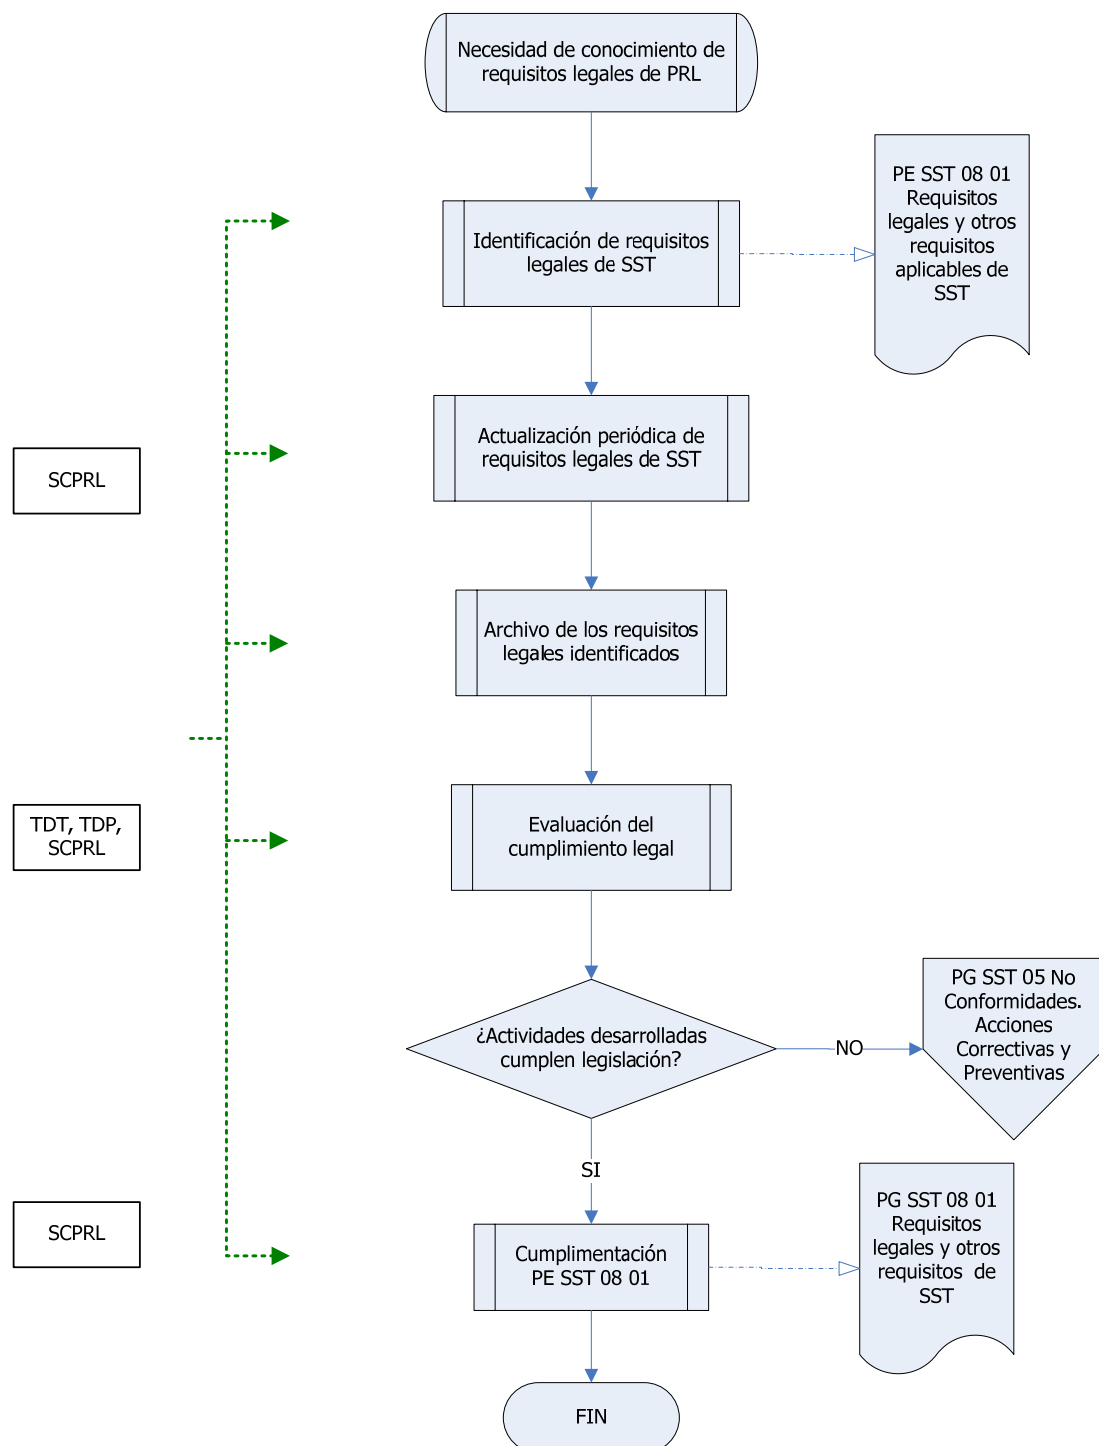 Necesidad de conocimiento de
requisitos legales de PRL
PE SST 08 01
Requisitos
legales y otros
requisitos
aplicables de
SST
Identificación de requisitos
legales de SST
Actualización periódica de
requisitos legales de SST
SCPRL
Archivo de los requisitos
legales identificados
TDT, TDP,
SCPRL
Evaluación del
cumplimiento legal
¿Actividades desarrolladas
cumplen legislación?
NO
PG SST 05 No
Conformidades.
Acciones
Correctivas y
Preventivas
SI
SCPRL
Cumplimentación
PE SST 08 01
PG SST 08 01
Requisitos
legales y otros
requisitos de
SST
FIN